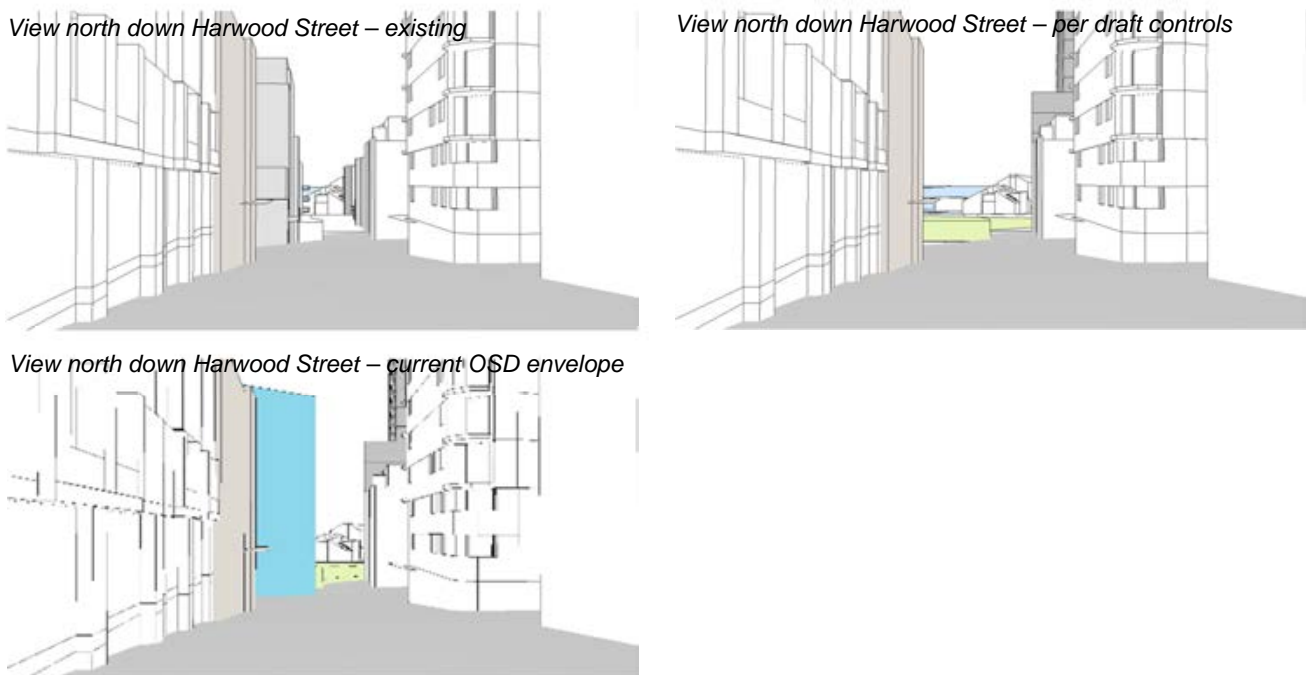 View north down Harwood Street – existing
View north down Harwood Street – per draft controls
View north down Harwood Street – current OSD envelope